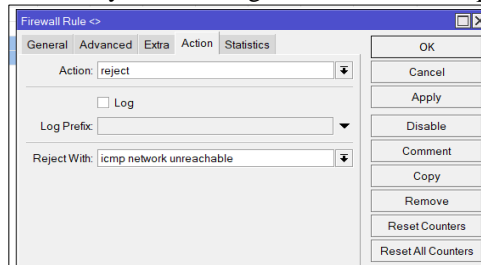 Firewall Rule <>
General Advanced Extra Action Statistics
Action: reject
Log
Log Prefix:
Reject With: icmp network unreachable
OK
Cancel
Apply
Disable
Comment
Copy
Remove
Reset Counters
Reset All Counters